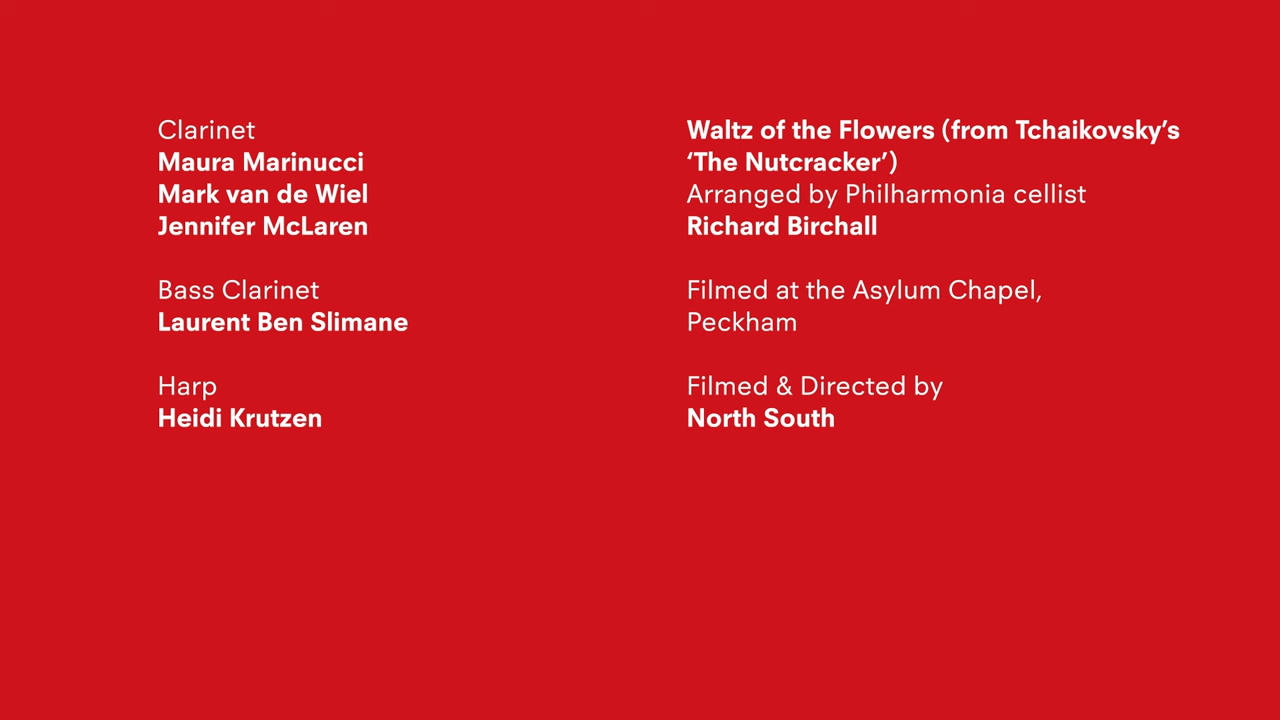 Clarinet
Maura Marinucci
Mark van de Wiel
Jennifer McLaren
Bass Clarinet
Laurent Ben Slimane
Harp
Heidi Krutzen
Waltz of the Flowers (from Tchaikovsky’s
‘The Nutcracker’)
Arranged by Philharmonia cellist
Richard Birchall
Filmed at the Asylum Chapel,
Peckham
Filmed & Directed by
North South